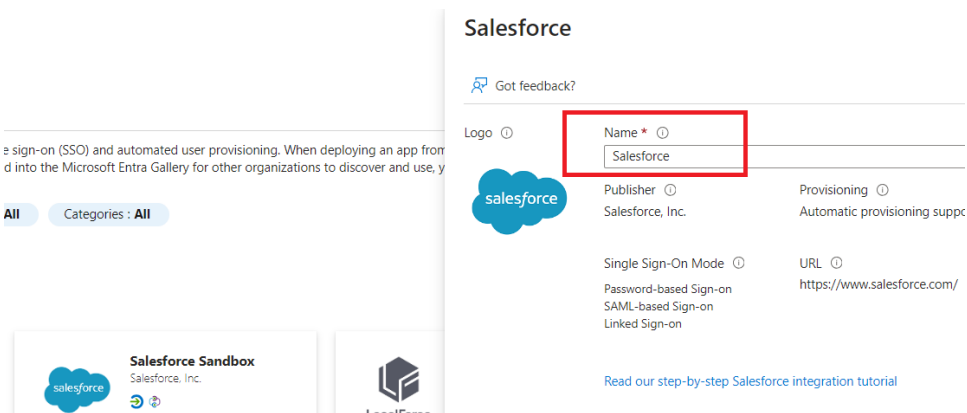 Salesforce
Got feedback?
Logo
Name *
Salesforce
salesforce
Publisher
Salesforce, Inc.
Provisioning
Automatic provisioning suppo
Single Sign-On Mode
Password-based Sign-on
SAML-based Sign-on
Linked Sign-on
URL
https://www.salesforce.com/
Read our step-by-step Salesforce integration tutorial
e sign-on (SSO) and automated user provisioning. When deploying an app from
d into the Microsoft Entra Gallery for other organizations to discover and use, y
All
Categories : All
salesforce
Salesforce Sandbox
Salesforce, Inc.